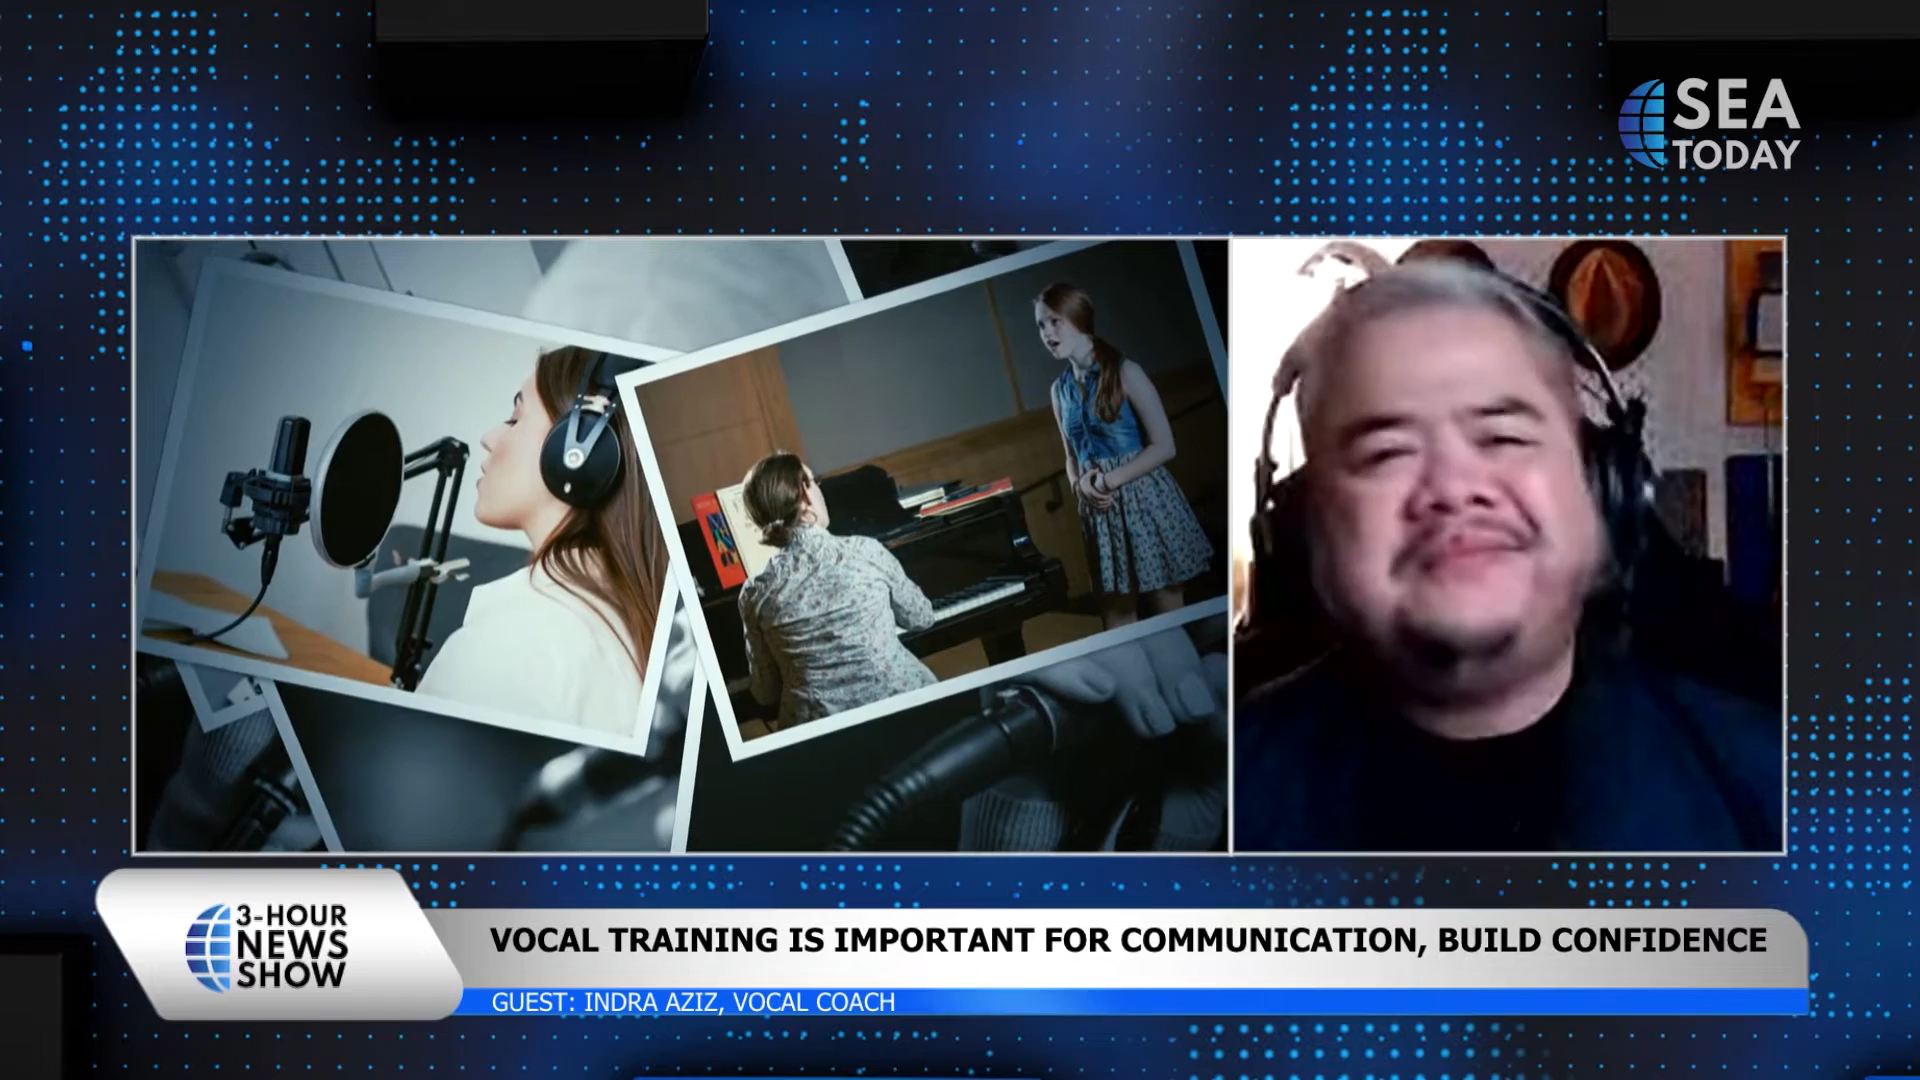 SEA
TODAY
3-HOUR
NEWS
SHOW
VOCAL TRAINING IS IMPORTANT FOR COMMUNICATION, BUILD CONFIDENCE
GUEST: INDRA AZIZ, VOCAL COACH